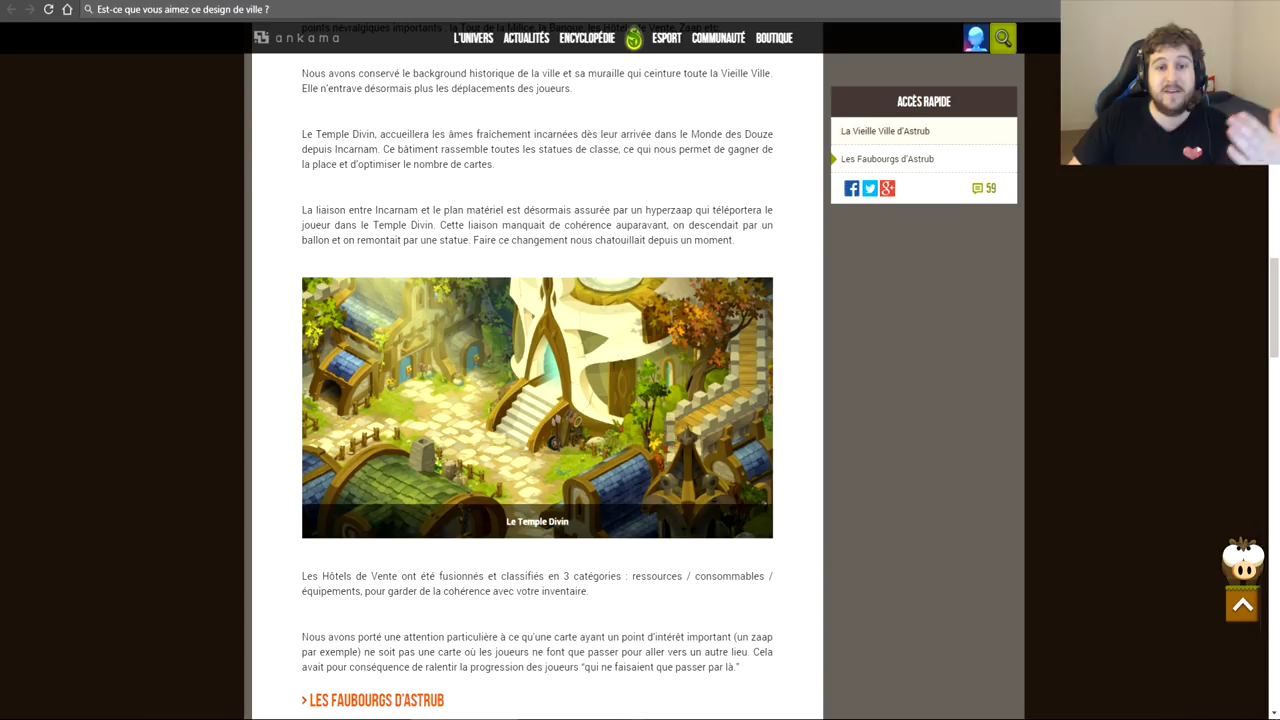 Est-ce que vous aimez ce design de ville ?
points névralgiques importants : la Tour de la Milice, la Banque, les Hôtels de Vente, Zaap etc.
ankama
L'UNIVERS
ACTUALITÉS
ENCYCLOPÉDIE
ESPORT
COMMUNAUTÉ
BOUTIQUE
Nous avons conservé le background historique de la ville et sa muraille qui ceinture toute la Vieille Ville.
Elle n'entrave désormais plus les déplacements des joueurs.
Le Temple Divin, accueillera les âmes fraîchement incarnées dès leur arrivée dans le Monde des Douze
depuis Incarnam. Ce bâtiment rassemble toutes les statues de classe, ce qui nous permet de gagner de
la place et d'optimiser le nombre de cartes.
La liaison entre Incarnam et le plan matériel est désormais assurée par un hyperzaap qui téléportera le
joueur dans le Temple Divin. Cette liaison manquait de cohérence auparavant, on descendait par un
ballon et on remontait par une statue. Faire ce changement nous chatouillait depuis un moment.
Le Temple Divin
Les Hôtels de Vente ont été fusionnés et classifiés en 3 catégories : ressources / consommables /
équipements, pour garder de la cohérence avec votre inventaire.
Nous avons porté une attention particulière à ce qu'une carte ayant un point d'intérêt important (un zaap
par exemple) ne soit pas une carte où les joueurs ne font que passer pour aller vers un autre lieu. Cela
avait pour conséquence de ralentir la progression des joueurs "qui ne faisaient que passer par là."
> LES FAUBOURGS D'ASTRUB
ACCÈS RAPIDE
La Vieille Ville d'Astrub
Les Faubourgs d'Astrub
59